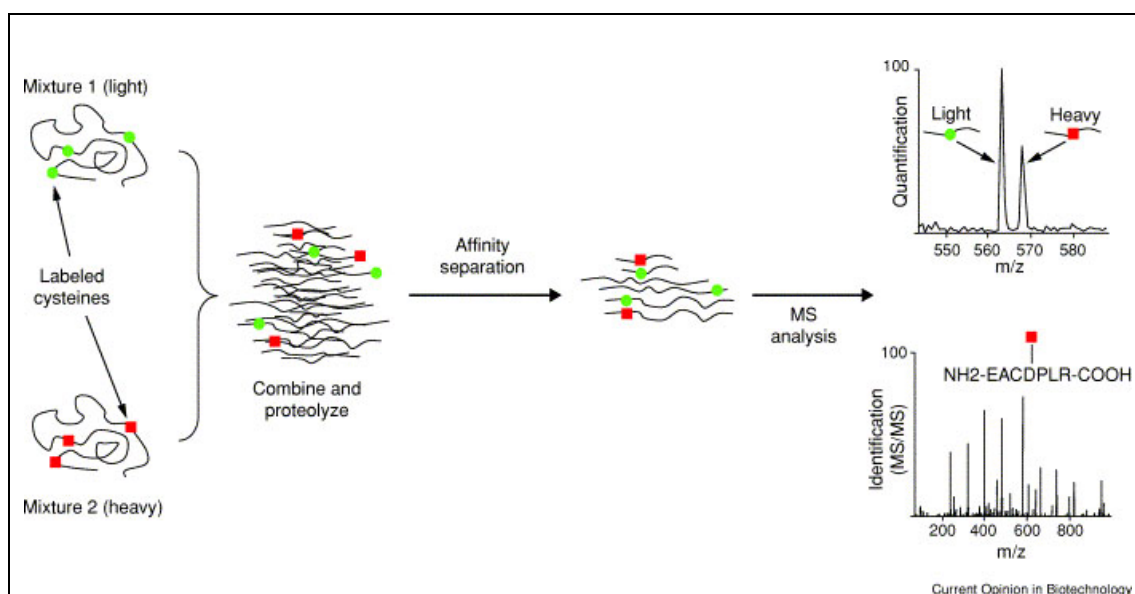 Mixture 1 (light)
Labeled
cysteines
Mixture 2 (heavy)
Combine and
proteolyze
Affinity
separation
MS
analysis
100
Quantification
Light
Heavy
550 560 570 580
m/z
100
NH2-EACDPLR-COOH
Identification
(MS/MS)
200 400 600 800
m/z
Current Opinion in Biotechnology